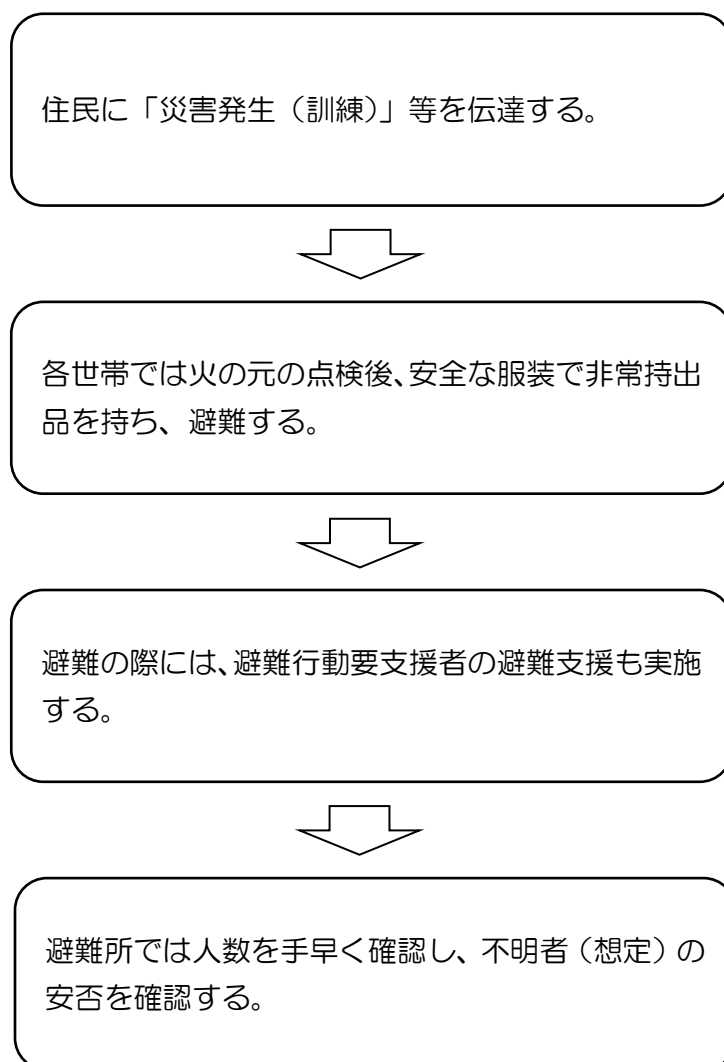 住民に「災害発生（訓練）」等を伝達する。
各世帯では火の元の点検後、安全な服装で非常持出
品を持ち、避難する。
避難の際には、避難行動要支援者の避難支援も実施
する。
避難所では人数を手早く確認し、不明者（想定）の
安否を確認する。